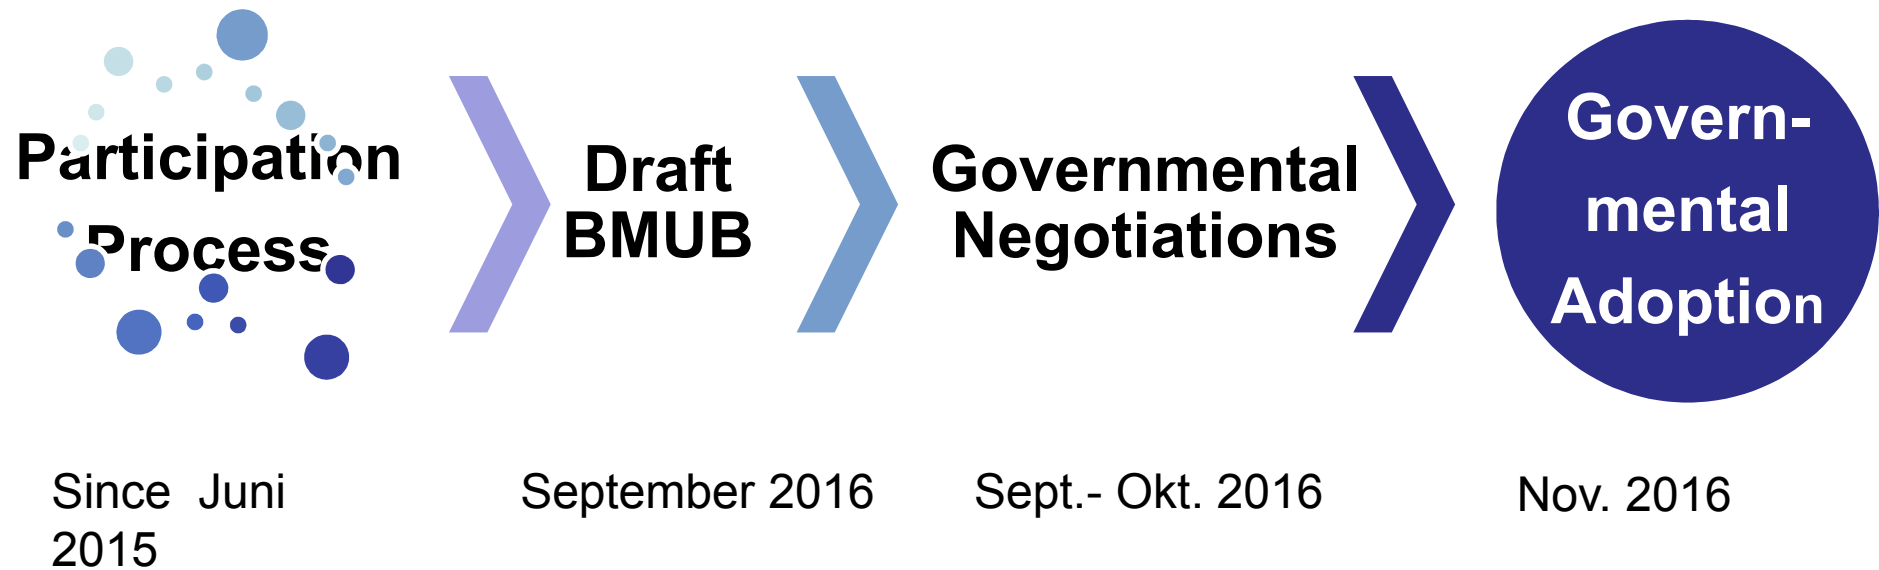 Participation
Process
Draft
BMUB
Governmental
Negotiations
Govern-
mental
Adoption
Since Juni
2015
September 2016
Sept.- Okt. 2016
Nov. 2016